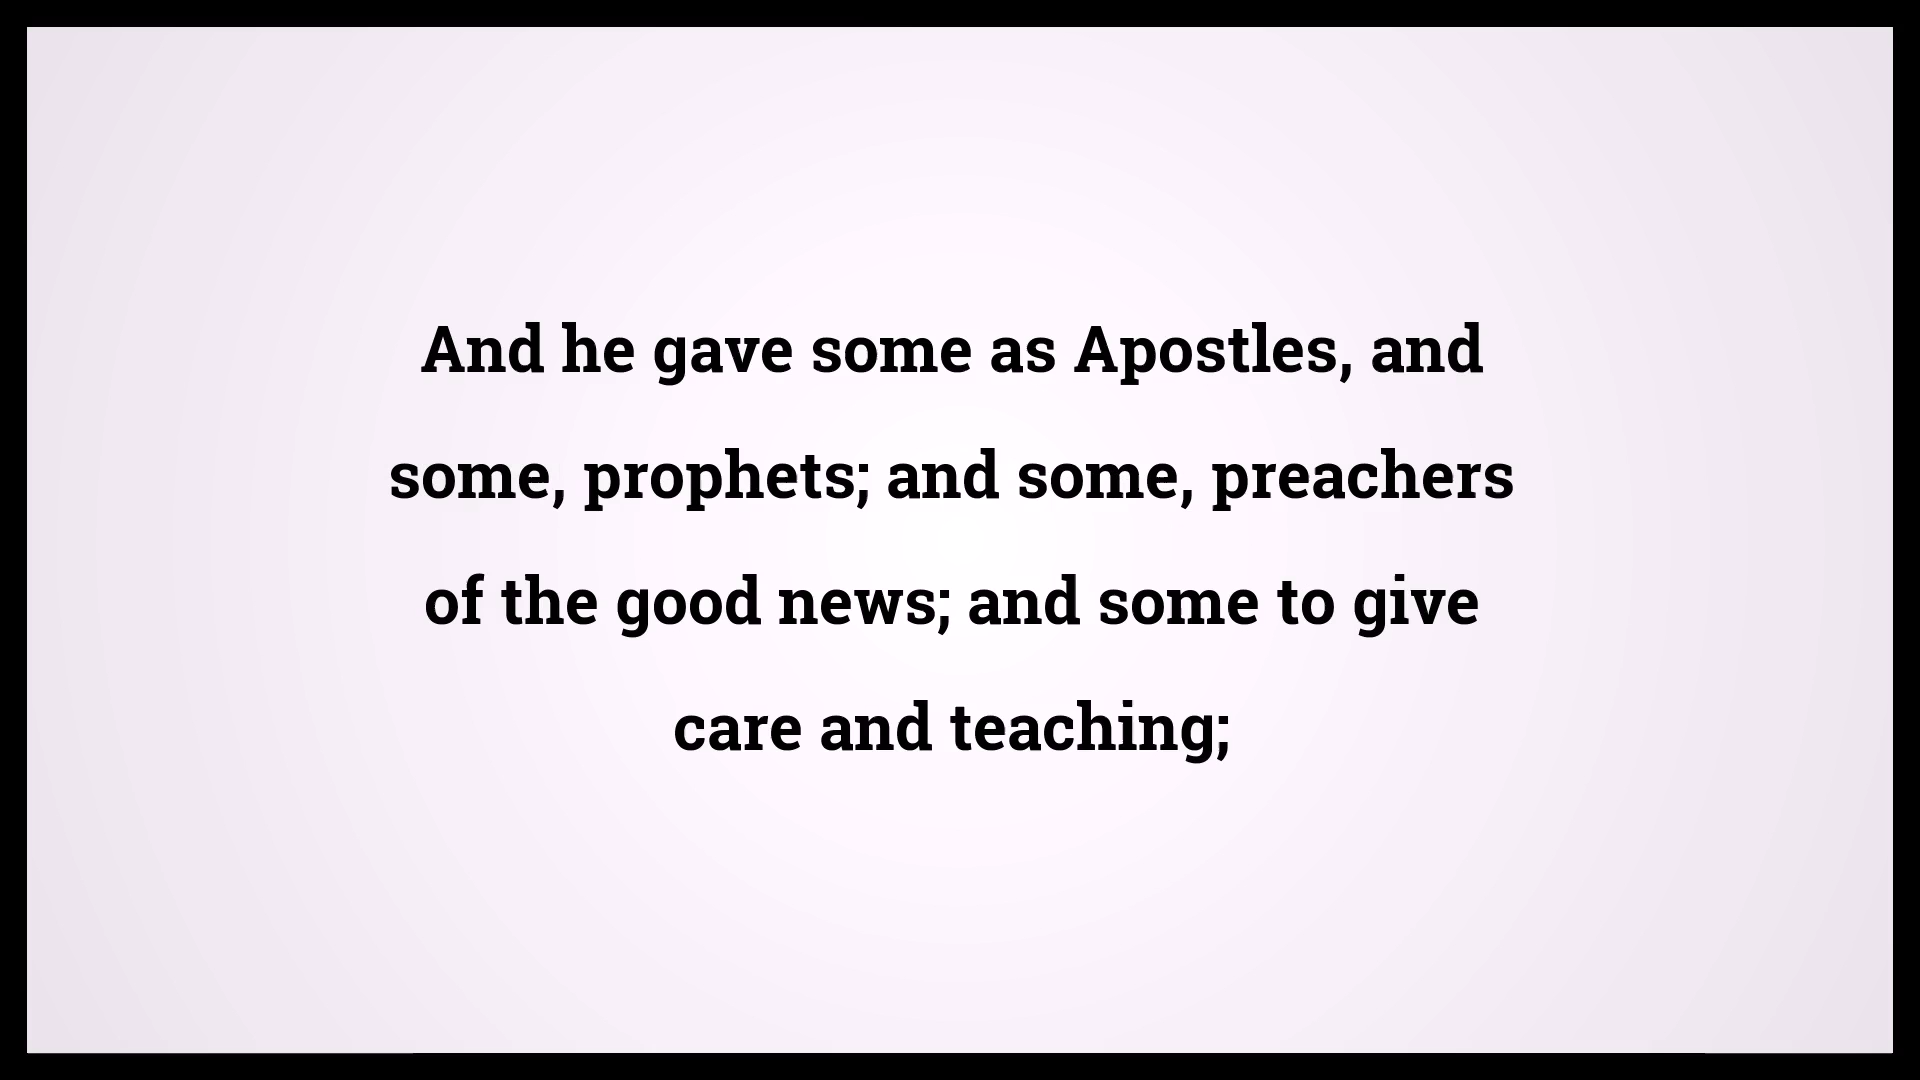 And he gave some as Apostles, and
some, prophets; and some, preachers
of the good news; and some to give
care and teaching;